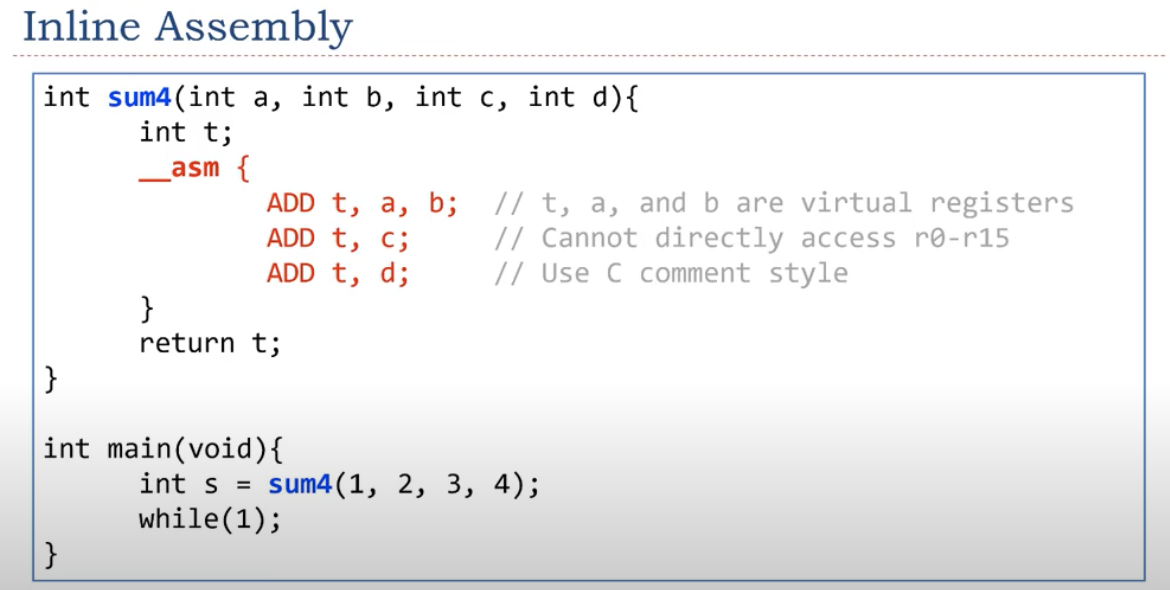 Inline Assembly
int sum4(int a, int b, int c, int d){
int t;
__asm {
ADD t, a, b; // t, a, and b are virtual registers
ADD t, c; // Cannot directly access r0-r15
ADD t, d; // Use C comment style
}
return t;
}
int main(void){
int s = sum4(1, 2, 3, 4);
while(1);
}